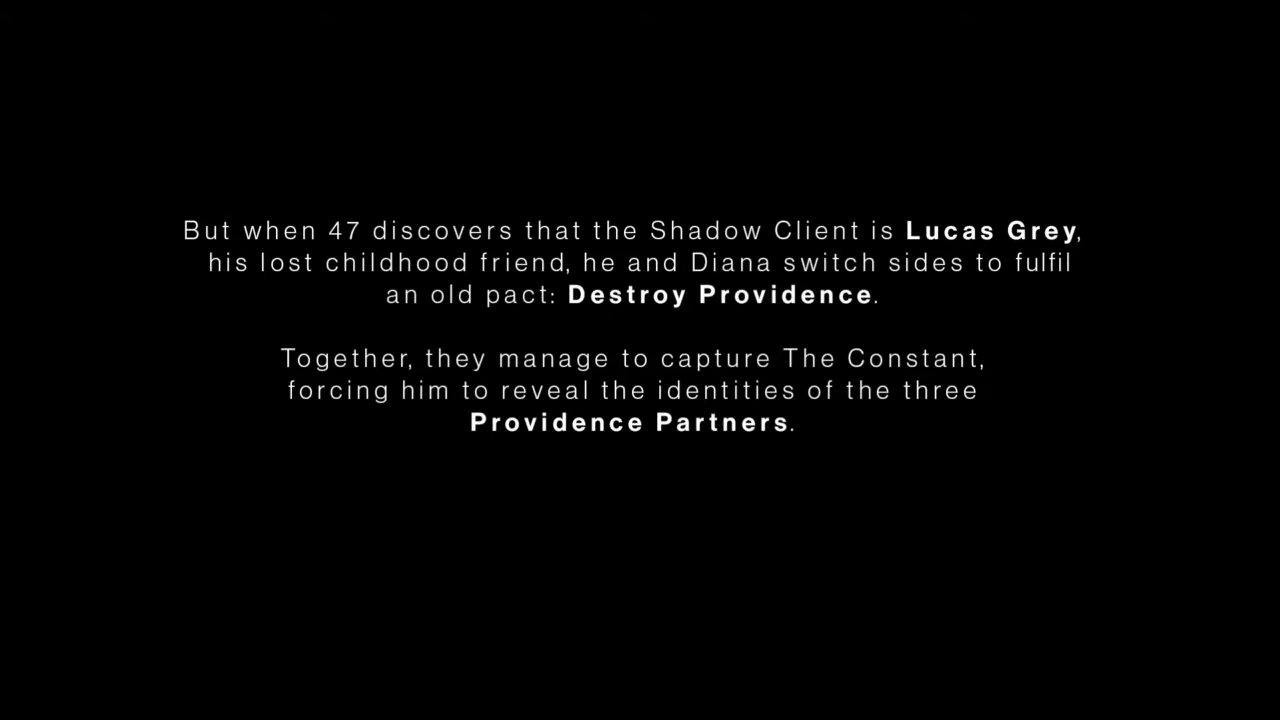 But when 47 discovers that the Shadow Client is Lucas Grey,
his lost childhood friend, he and Diana switch sides to fulfil
an old pact: Destroy Providence.
Together, they manage to capture The Constant,
forcing him to reveal the identities of the three
Providence Partners.